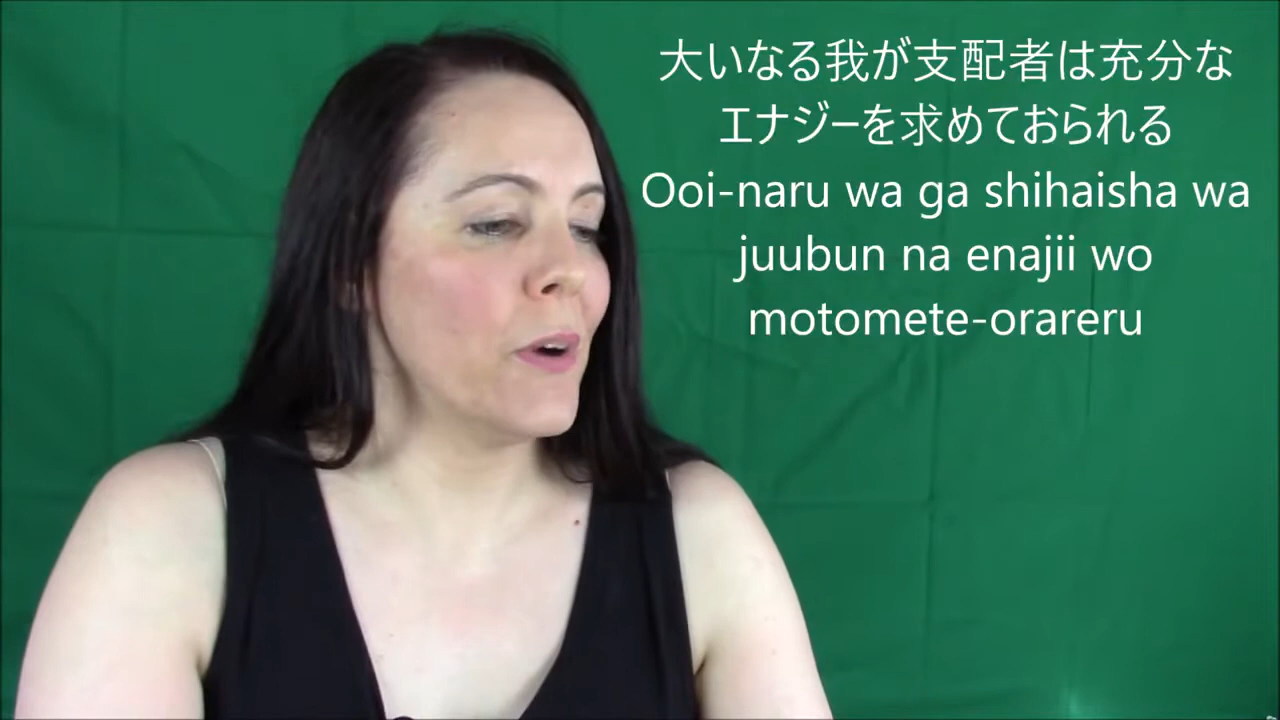 大いなる我が支配者は充分な
エナジーを求めておられる
Ooi-naru wa ga shihaisha wa
juubun na enajii wo
motomete-orareru